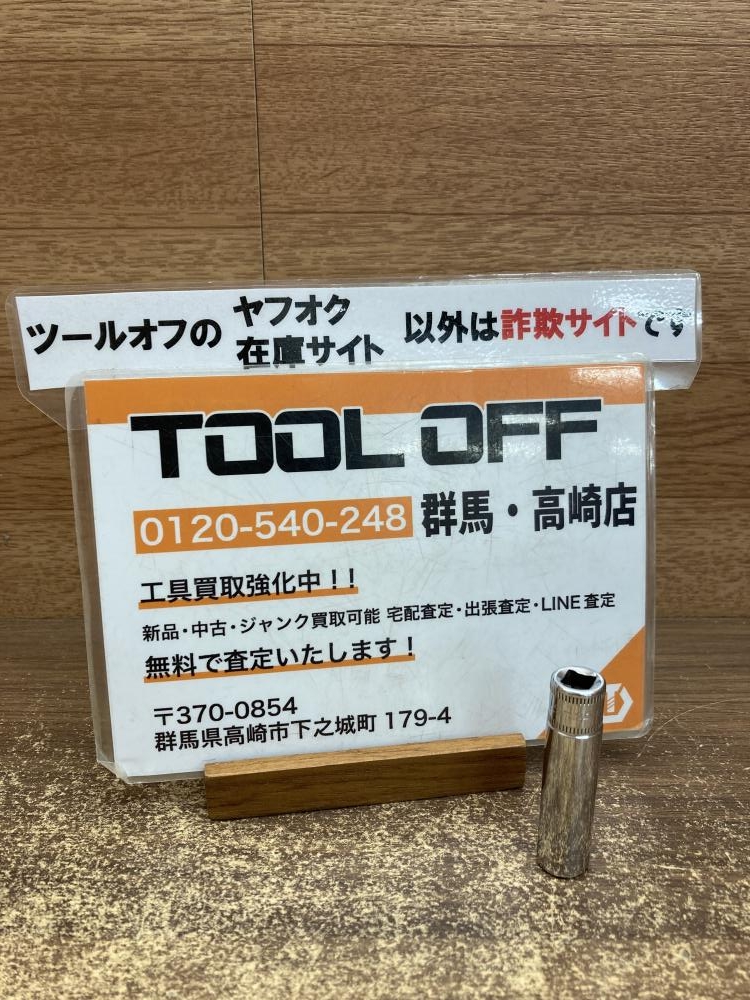 ツールオフの ヤフオク 以外は詐欺サイトです
在庫サイト
TOOL OFF
0120-540-248 群馬・高崎店
工具買取強化中！！
新品・中古・ジャンク買取可能 宅配査定・出張査定・LINE査定
無料で査定いたします！
〒370-0854
群馬県高崎市下之城町 179-4